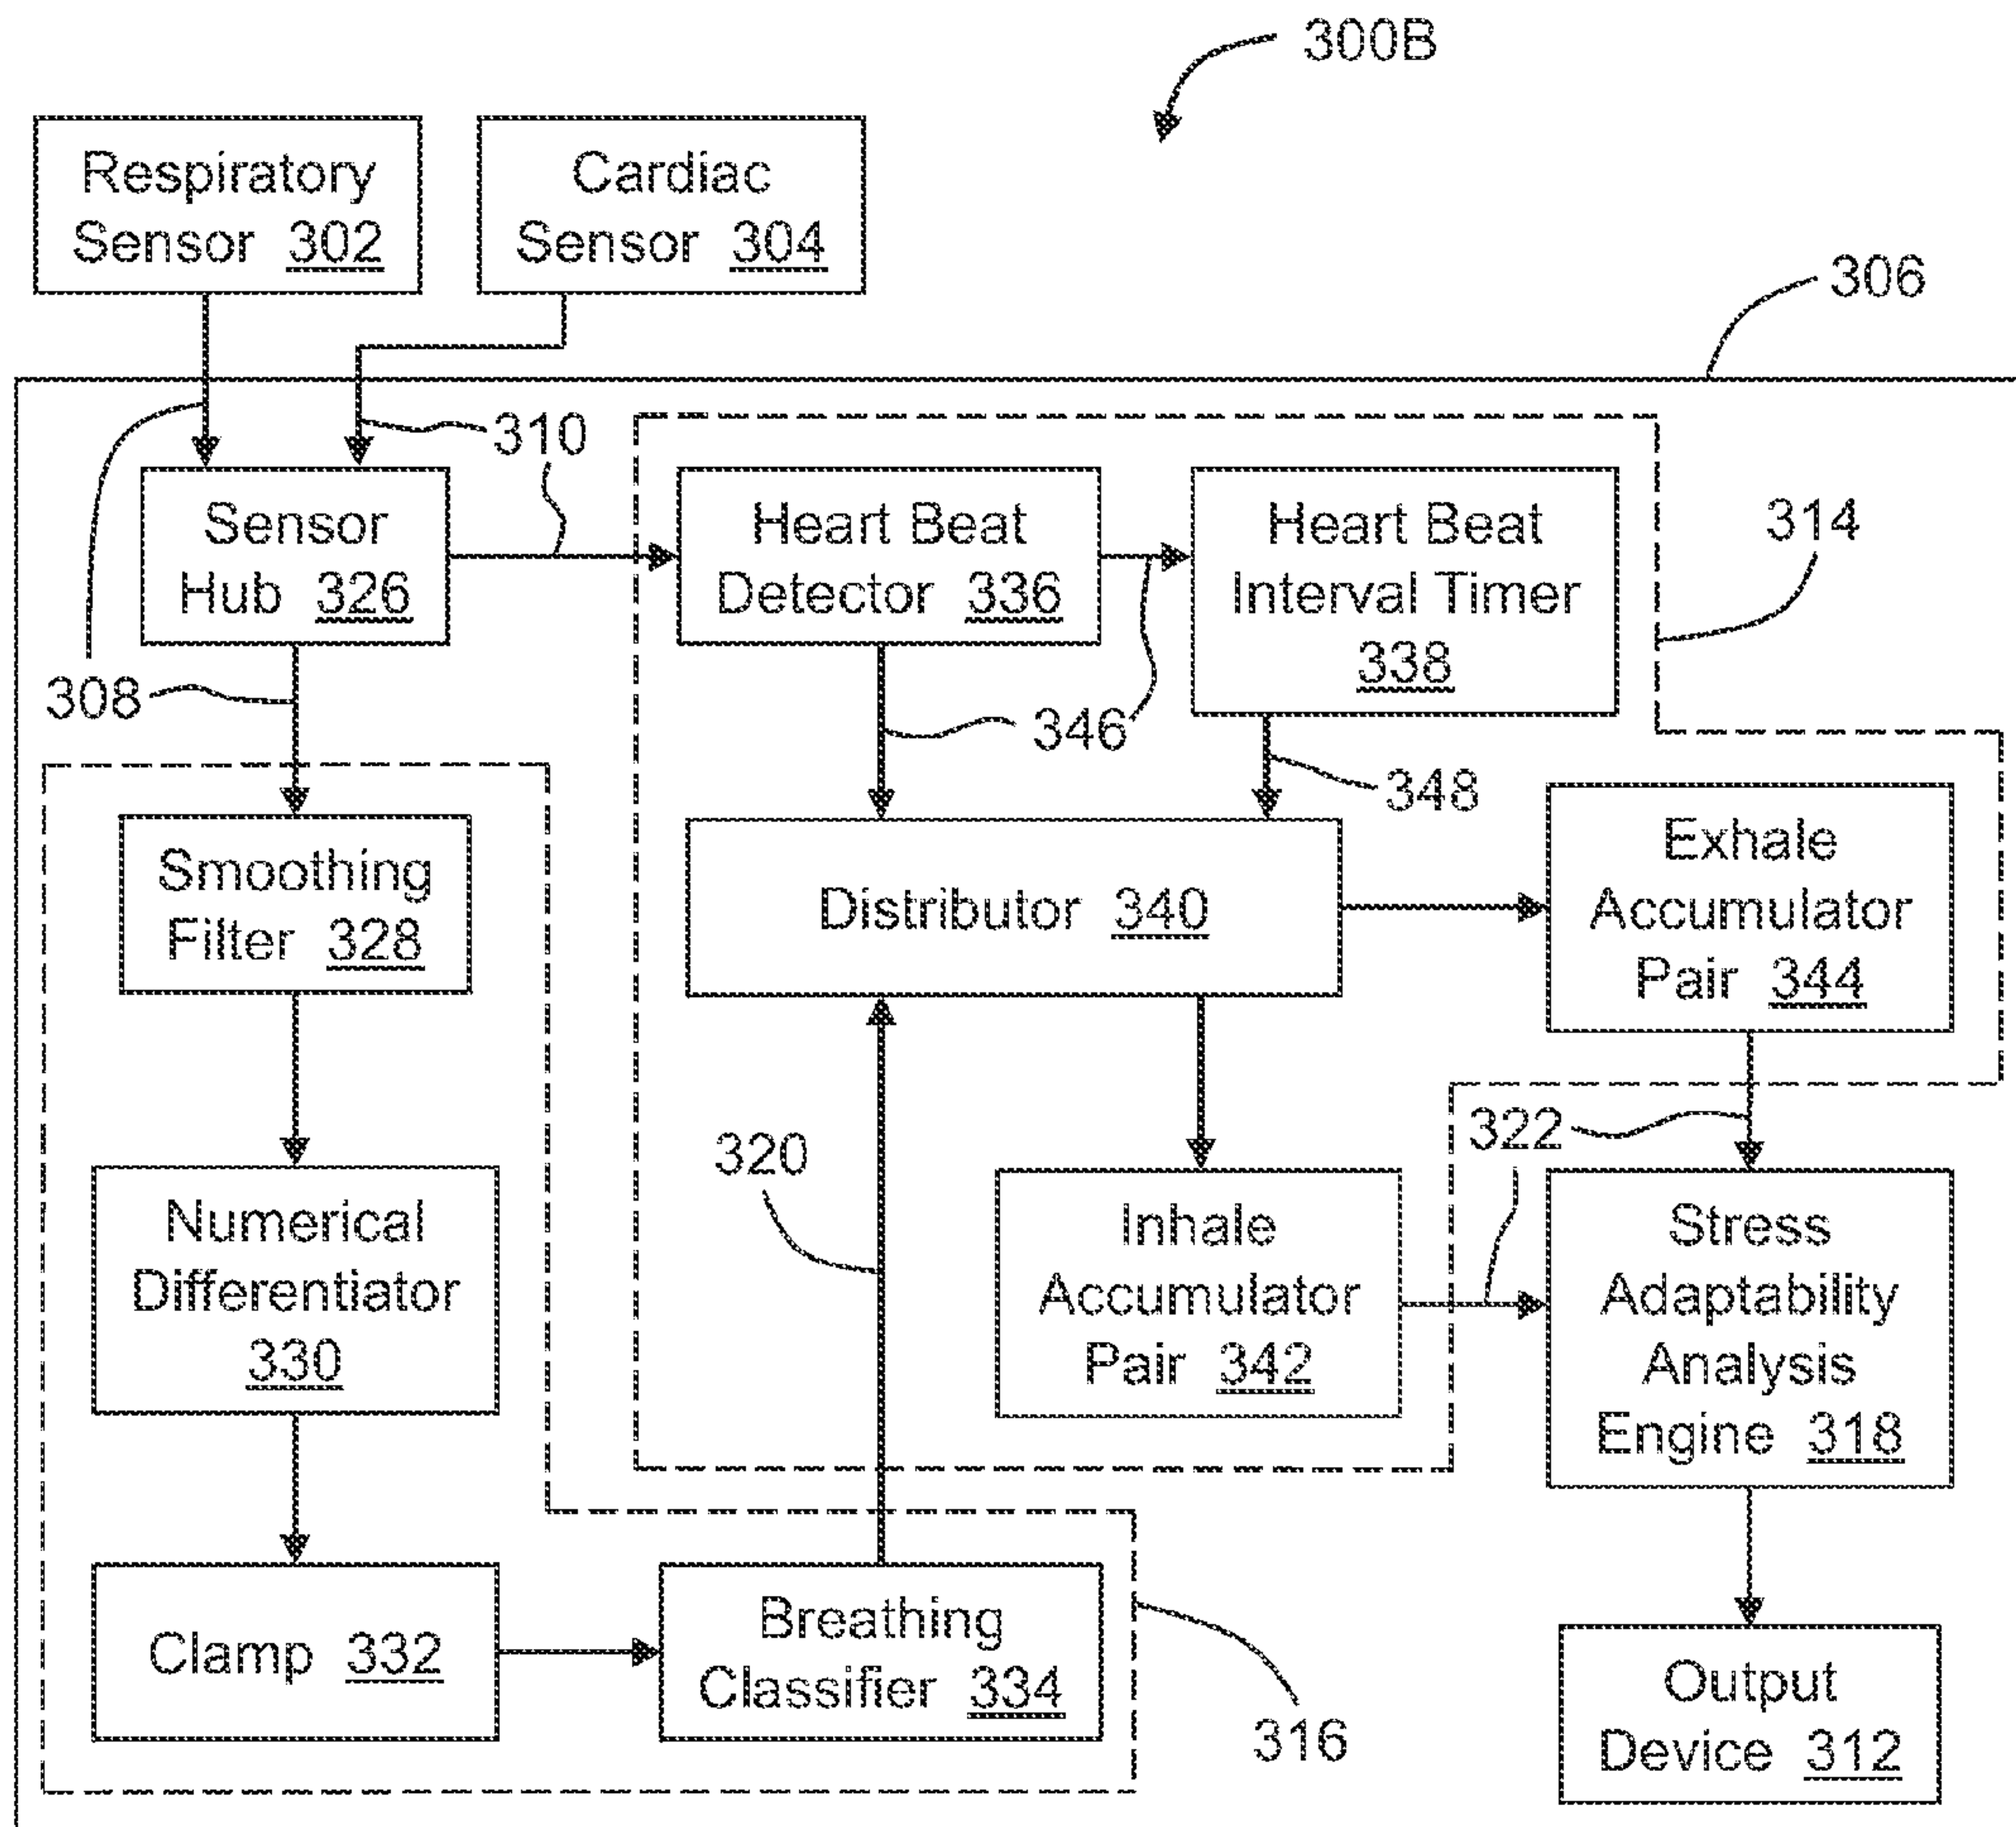 300B
Respiratory
Sensor 302
Cardiac
Sensor 304
306
310
Sensor
Hub 326
Heart Beat
Detector 336
Heart Beat
Interval Timer
338
314
308
346
348
Smoothing
Filter 328
Distributor 340
Exhale
Accumulator
Pair 344
320
322
Numerical
Differentiator
330
Inhale
Accumulator
Pair 342
Stress
Adaptability
Analysis
Engine 318
Clamp 332
Breathing
Classifier 334
316
Output
Device 312